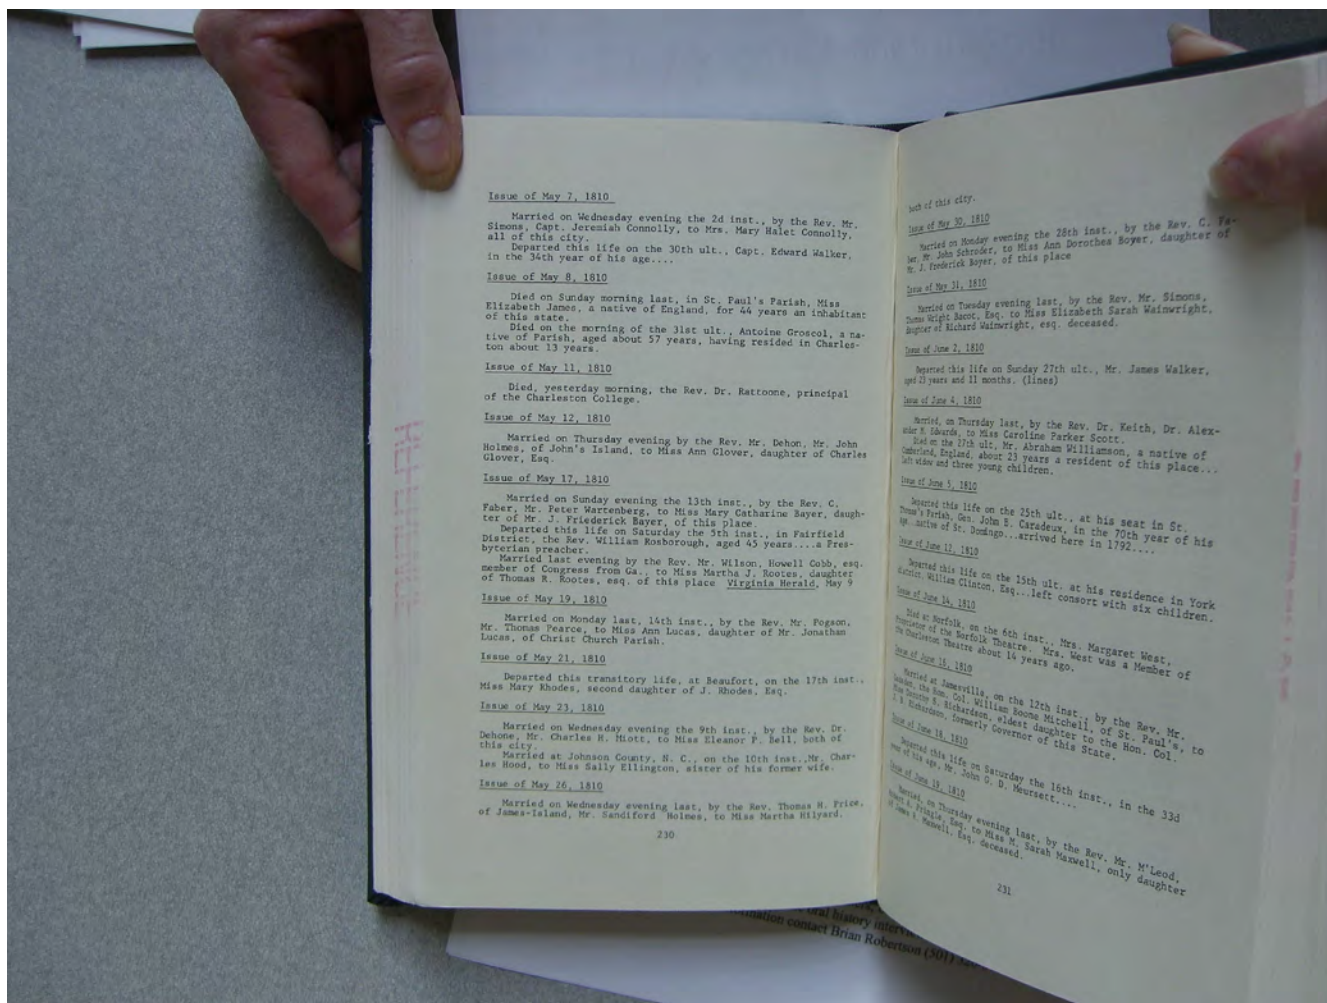 Issue of May 7, 1810
Married on Wednesday evening the 2d inst., by the Rev. Mr.
Simons, Capt. Jeremiah Connolly, to Mrs. Mary Halet Connolly,
all of this city.
Departed this life on the 30th ult., Capt. Edward Walker,
in the 34th year of his age....
Issue of May 8, 1810
Died on Sunday morning last, in St. Paul's Parish, Miss
Elizabeth James, a native of England, for 44 years an inhabitant
of this state.
Died on the morning of the 31st ult., Antoine Groscol, a na-
tive of Parish, aged about 57 years, having resided in Charles-
ton about 13 years.
Issue of May 11, 1810
Died, yesterday morning, the Rev. Dr. Rattoone, principal
of the Charleston College.
Issue of May 12, 1810
Married on Thursday evening by the Rev. Mr. Dehon, Mr. John
Holmes, of John's Island, to Miss Ann Glover, daughter of Charles
Glover, Esq.
Issue of May 17, 1810
Married on Sunday evening the 13th inst., by the Rev. C.
Faber, Mr. Peter Wartenberg, to Miss Mary Catharine Bayer, daugh-
ter of Mr. J. Friederick Bayer, of this place.
Departed this life on Saturday the 5th inst., in Fairfield
District, the Rev. William Rosborough, aged 45 years....a Pres-
byterian preacher.
Married last evening by the Rev. Mr. Wilson, Howell Cobb, esq.
member of Congress from Ga., to Miss Martha J. Rootes, daughter
of Thomas R. Rootes, esq. of this place Virginia Herald, May 9
Issue of May 19, 1810
Married on Monday last, 14th inst., by the Rev. Mr. Pogson,
Mr. Thomas Pearce, to Miss Ann Lucas, daughter of Mr. Jonathan
Lucas, of Christ Church Parish.
Issue of May 21, 1810
Departed this transitory life, at Beaufort, on the 17th inst.,
Miss Mary Rhodes, second daughter of J. Rhodes, Esq.
Issue of May 23, 1810
Married on Wednesday evening the 9th inst., by the Rev. Dr.
Dehone, Mr. Charles H. Miott, to Miss Eleanor P. Bell, both of
this city.
Married at Johnson County, N. C., on the 10th inst.,Mr. Char-
les Hood, to Miss Sally Ellington, sister of his former wife.
Issue of May 26, 1810
Married on Wednesday evening last, by the Rev. Thomas H. Price,
of James-Island, Mr. Sandiford Holmes, to Miss Martha Hilyard.
230
both of this city.
Issue of May 30, 1810
Married on Monday evening the 28th inst., by the Rev. C. Fa-
ber, Mr. John Schroder, to Miss Ann Dorothea Boyer, daughter of
Mr. J. Frederick Boyer, of this place
Issue of May 31, 1810
Married on Tuesday evening last, by the Rev. Mr. Simons,
Thomas Wright Bacot, Esq. to Miss Elizabeth Sarah Wainwright,
daughter of Richard Wainwright, esq. deceased.
Issue of June 2, 1810
Departed this life on Sunday 27th ult., Mr. James Walker,
aged 23 years and 11 months. (lines)
Issue of June 4, 1810
Married, on Thursday last, by the Rev. Dr. Keith, Dr. Alex-
ander H. Edwards, to Miss Caroline Parker Scott.
Died on the 27th ult, Mr. Abraham Williamson, a native of
Cumberland, England, about 23 years a resident of this place...
left widow and three young children.
Issue of June 5, 1810
Departed this life on the 25th ult., at his seat in St.
Thomas's Parish, Gen. John B. Caradeux, in the 70th year of his
age...native of St. Domingo...arrived here in 1792....
Issue of June 12, 1810
Departed this life on the 15th ult. at his residence in York
district, William Clinton, Esq...left consort with six children.
Issue of June 14, 1810
Died at Norfolk, on the 6th inst., Mrs. Margaret West,
Proprietor of the Norfolk Theatre. Mrs. West was a Member of
the Charleston Theatre about 14 years ago.
Issue of June 16, 1810
Married at Jamesville, on the 12th inst., by the Rev. Mr.
the Hon. Col. William Boone Mitchell, of St. Paul's, to
Miss Dorothy S. Richardson, eldest daughter to the Hon. Col.
J. B. Richardson, formerly Governor of this State.
Issue of June 18, 1810
Departed this life on Saturday the 16th inst., in the 33d
year of his age, Mr. John G. D. Meursett....
Issue of June 19, 1810
Married, on Thursday evening last, by the Rev. Mr. M'Leod,
Robert A. Pringle, Esq. to Miss M. Sarah Maxwell, only daughter
of James R. Maxwell, Esq. deceased.
231
REFERENCE
oral history
contact Brian Robertson (501)